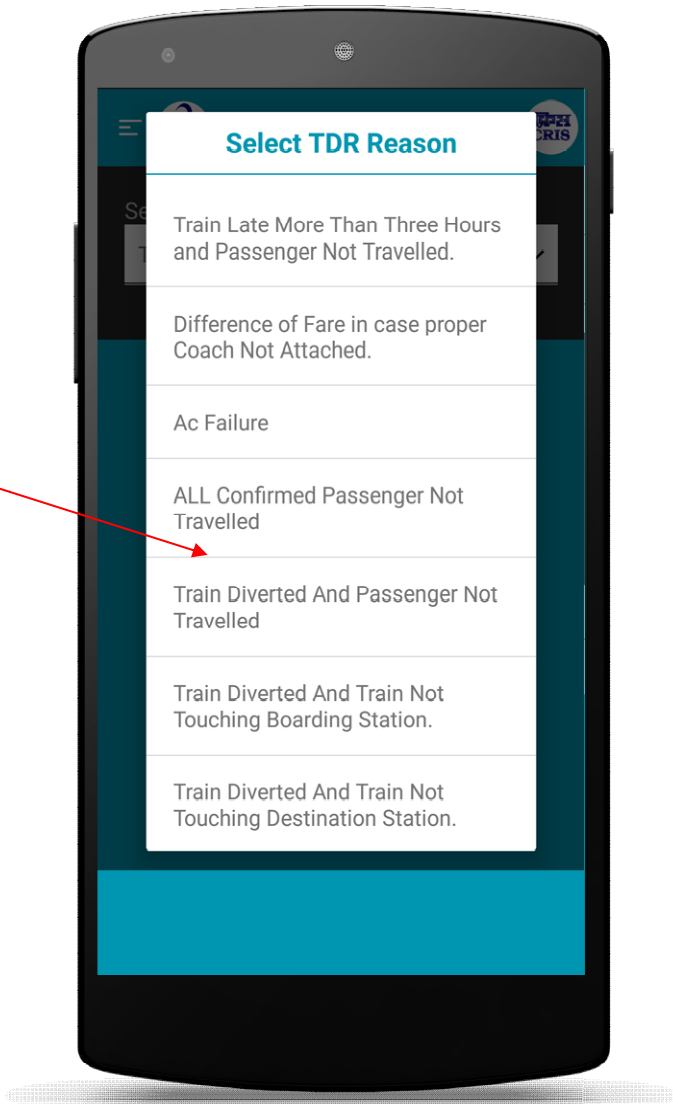 Select TDR Reason
Train Late More Than Three Hours
and Passenger Not Travelled.
Difference of Fare in case proper
Coach Not Attached.
Ac Failure
ALL Confirmed Passenger Not
Travelled
Train Diverted And Passenger Not
Travelled
Train Diverted And Train Not
Touching Boarding Station.
Train Diverted And Train Not
Touching Destination Station.